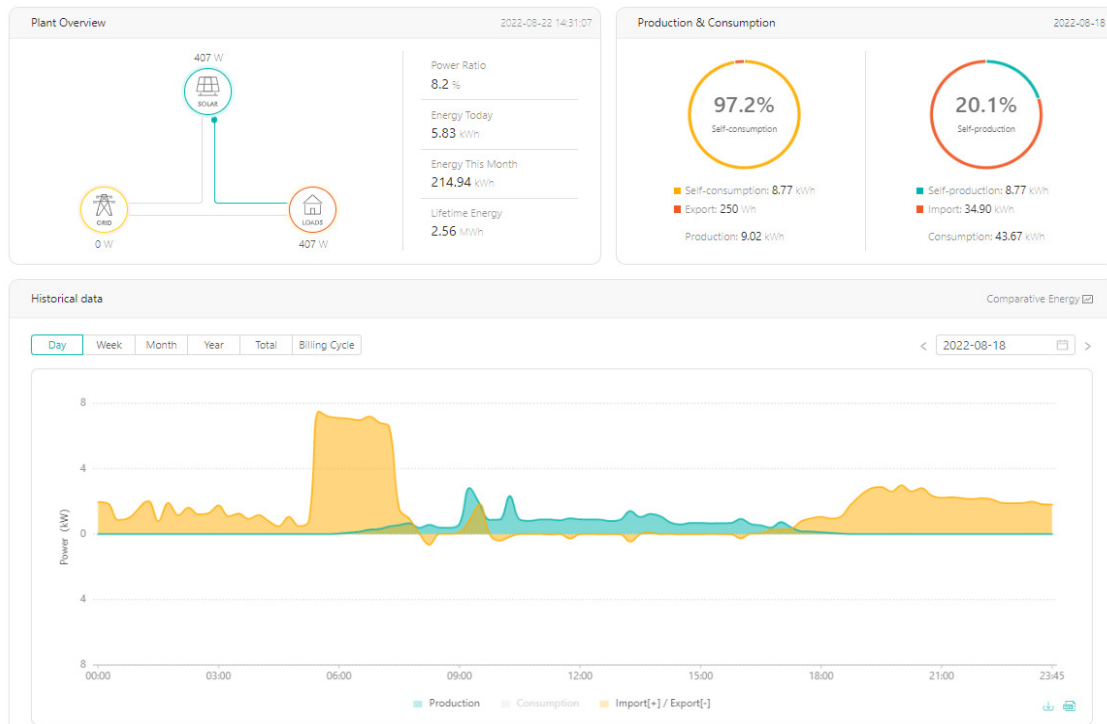 Plant Overview
2022-08-22 14:31:07
407 W
SOLAR
GRID
0 W
LOADS
407 W
Power Ratio
8.2 %
Energy Today
5.83 kWh
Energy This Month
214.94 kWh
Lifetime Energy
2.56 MWh
Production & Consumption
2022-08-18
97.2%
Self-consumption
Self-consumption: 8.77 kWh
Export: 250 Wh
Production: 9.02 kWh
20.1%
Self-production
Self-production: 8.77 kWh
Import: 34.90 kWh
Consumption: 43.67 kWh
Historical data
Comparative Energy
Day Week Month Year Total Billing Cycle
< 2022-08-18 >
Power (kW)
8
4
0
4
8
00:00 03:00 06:00 09:00 12:00 15:00 18:00 21:00 23:45
Production Consumption Import[+] / Export[-]